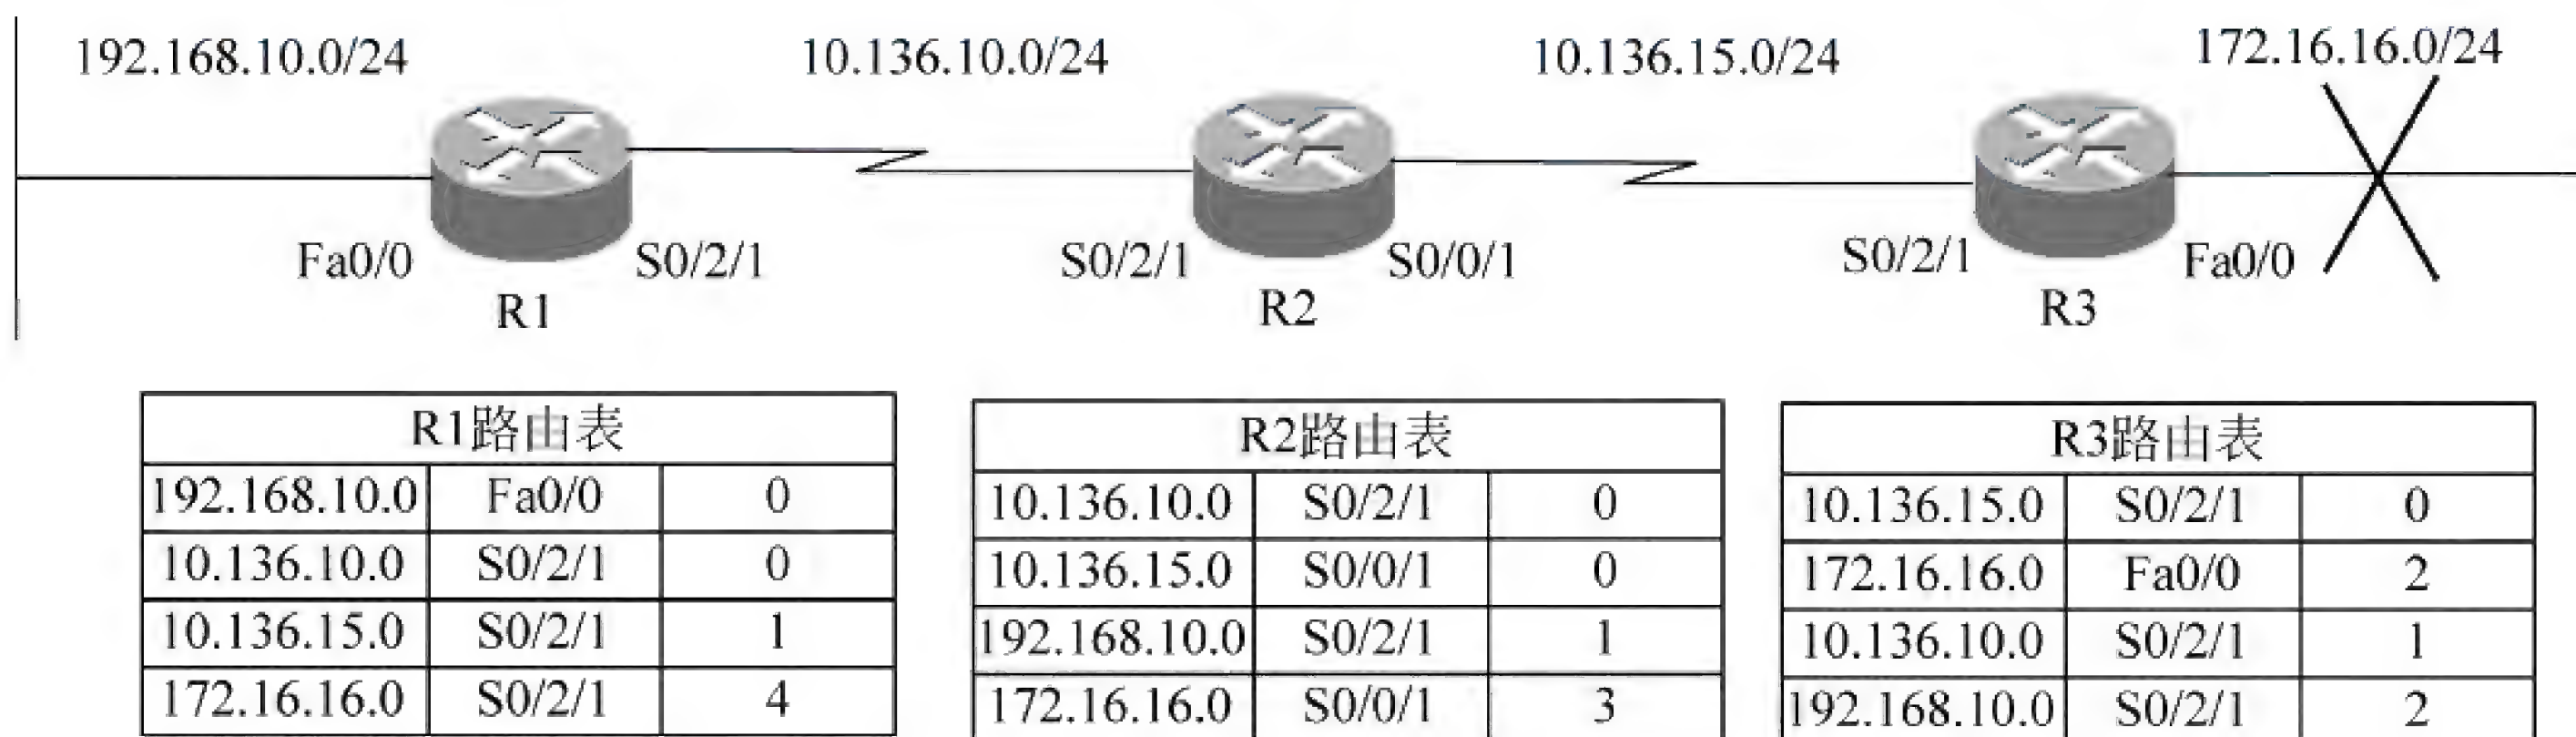 192.168.10.0/24 10.136.10.0/24 10.136.15.0/24 172.16.16.0/24
Fa0/0 S0/2/1 S0/2/1 S0/0/1 S0/2/1 Fa0/0
R1 R2 R3
R1路由表
192.168.10.0 Fa0/0 0
10.136.10.0 S0/2/1 0
10.136.15.0 S0/2/1 1
172.16.16.0 S0/2/1 4
R2路由表
10.136.10.0 S0/2/1 0
10.136.15.0 S0/0/1 0
192.168.10.0 S0/2/1 1
172.16.16.0 S0/0/1 3
R3路由表
10.136.15.0 S0/2/1 0
172.16.16.0 Fa0/0 2
10.136.10.0 S0/2/1 1
192.168.10.0 S0/2/1 2